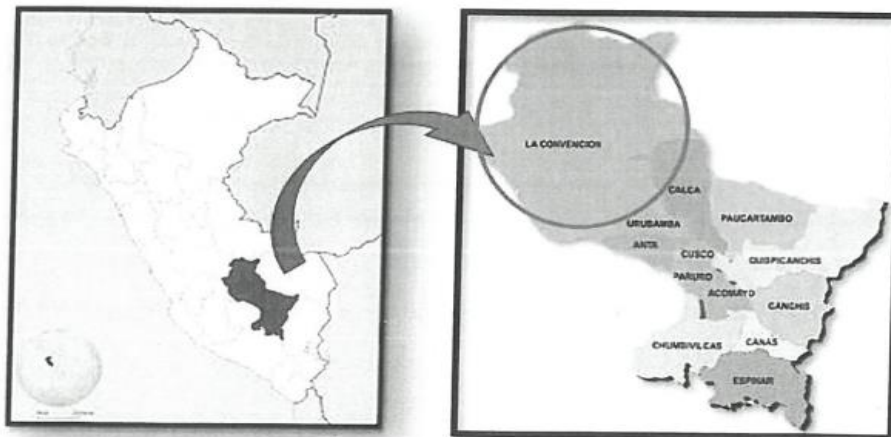 LA CONVENCION
CALCA
PAUCARTAMBO
URUBAMBA
ANTA
CUSCO
QUISPICANCHIS
PARURO
ACOMAYO
CANCHIS
CHUMBIVILCAS
CANAS
ESPINAR